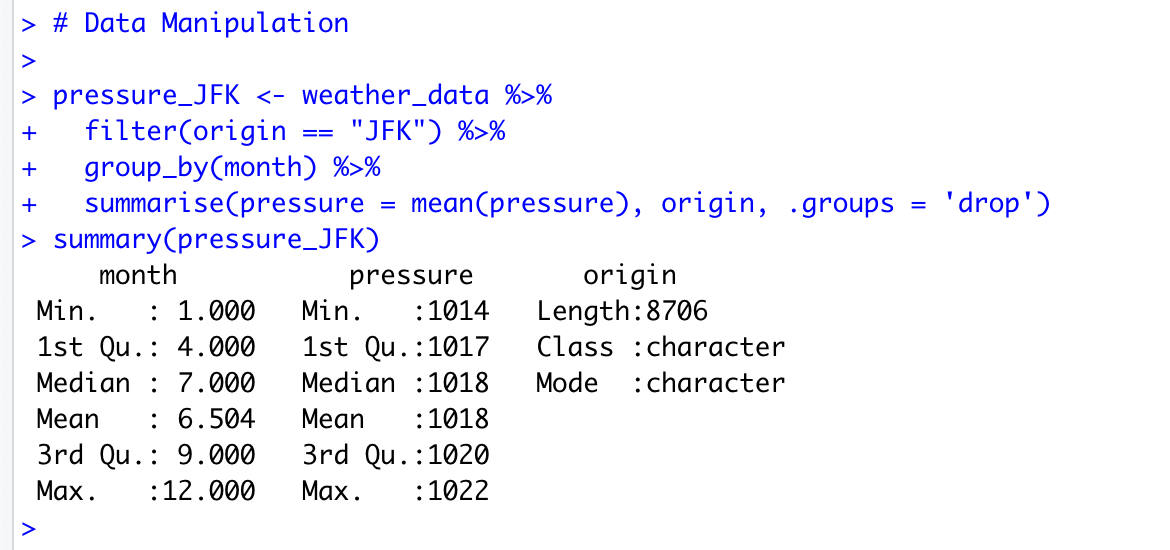 > # Data Manipulation
>
> pressure_JFK <- weather_data %>%
+   filter(origin == "JFK") %>%
+   group_by(month) %>%
+   summarise(pressure = mean(pressure), origin, .groups = 'drop')
> summary(pressure_JFK)
     month           pressure       origin
 Min.   : 1.000   Min.   :1014   Length:8706
 1st Qu.: 4.000   1st Qu.:1017   Class :character
 Median : 7.000   Median :1018   Mode  :character
 Mean   : 6.504   Mean   :1018
 3rd Qu.: 9.000   3rd Qu.:1020
 Max.   :12.000   Max.   :1022
>